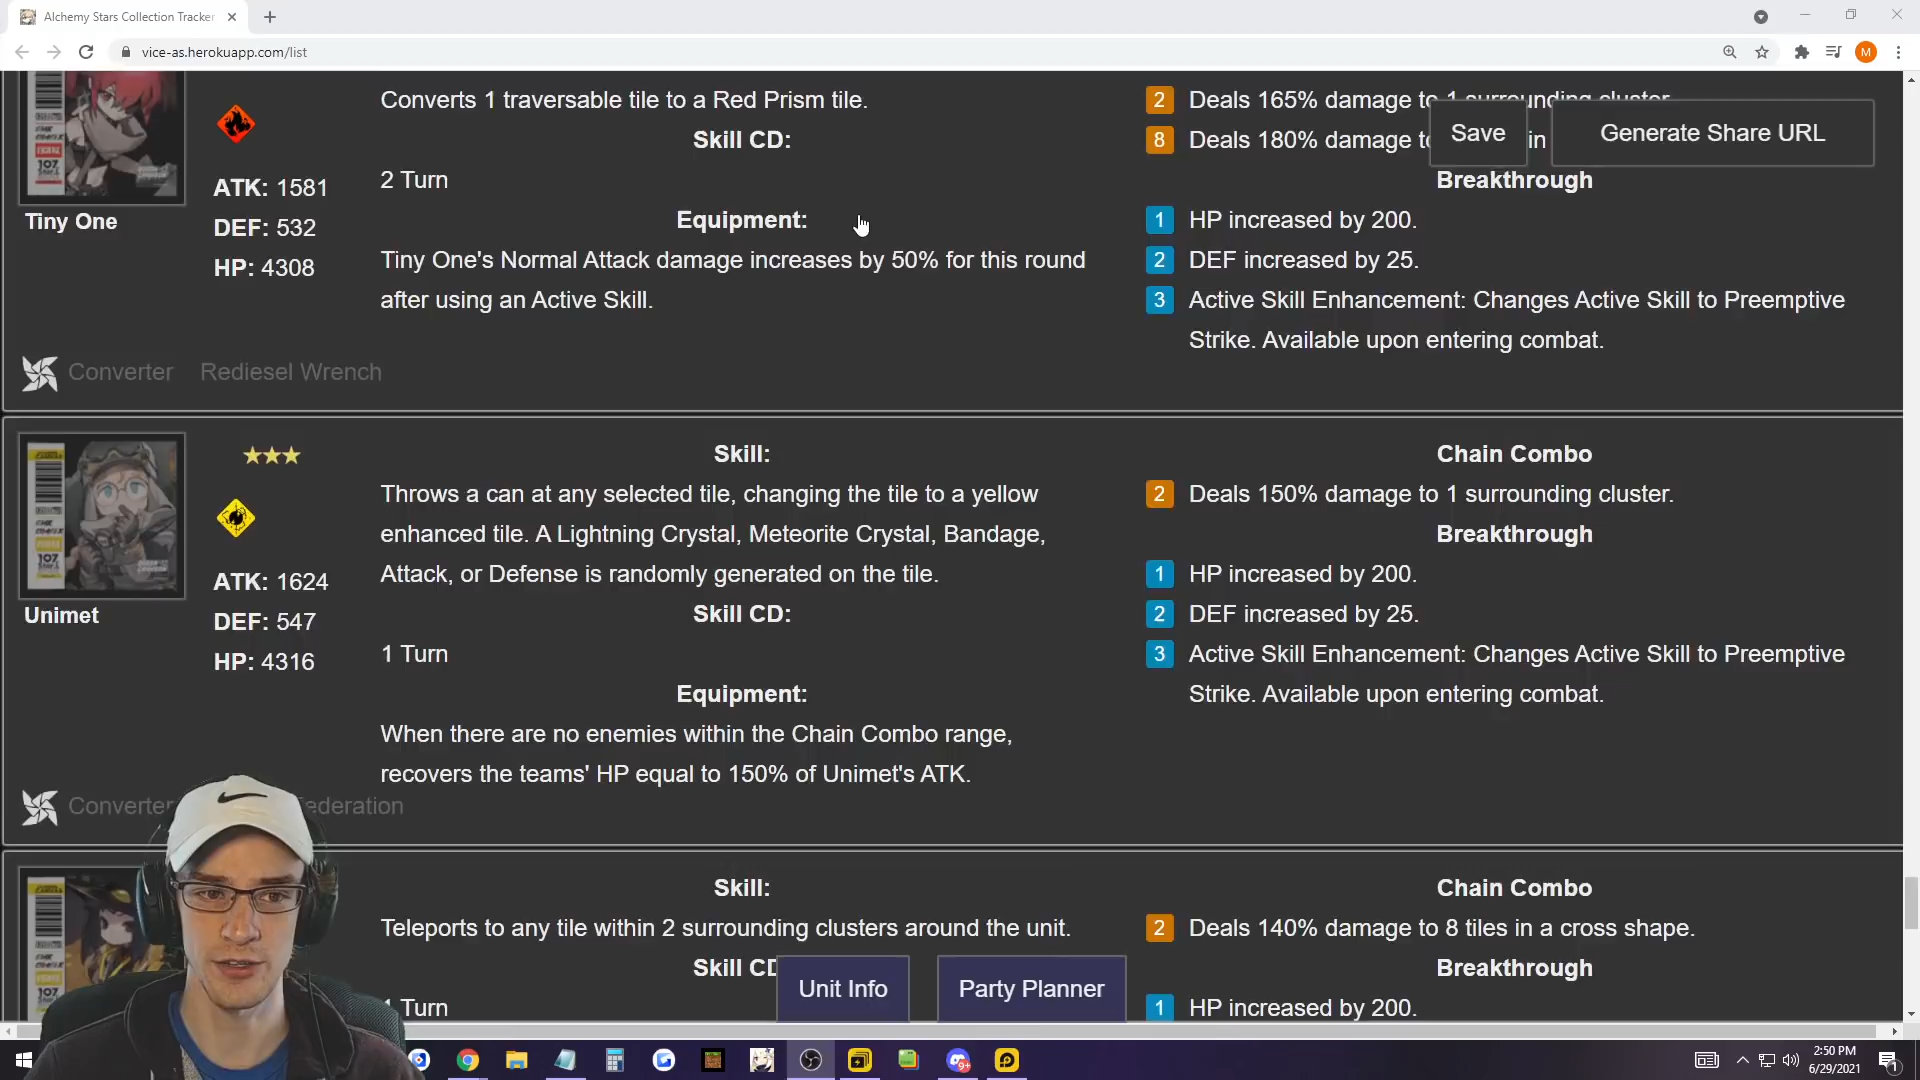 Alchemy Stars Collection Tracker
vice-as.herokuapp.com/list
M
Converts 1 traversable tile to a Red Prism tile.
Skill CD:
2 Turn
Equipment:
Tiny One's Normal Attack damage increases by 50% for this round
after using an Active Skill.
ATK: 1581
DEF: 532
HP: 4308
Tiny One
Converter Rediesel Wrench
2 Deals 165% damage to 1 surrounding cluster.
8 Deals 180% damage to in
Save
Generate Share URL
Breakthrough
1 HP increased by 200.
2 DEF increased by 25.
3 Active Skill Enhancement: Changes Active Skill to Preemptive
Strike. Available upon entering combat.
Unimet
ATK: 1624
DEF: 547
HP: 4316
Skill:
Throws a can at any selected tile, changing the tile to a yellow
enhanced tile. A Lightning Crystal, Meteorite Crystal, Bandage,
Attack, or Defense is randomly generated on the tile.
Skill CD:
1 Turn
Equipment:
When there are no enemies within the Chain Combo range,
recovers the teams' HP equal to 150% of Unimet's ATK.
Converter ederation
Chain Combo
2 Deals 150% damage to 1 surrounding cluster.
Breakthrough
1 HP increased by 200.
2 DEF increased by 25.
3 Active Skill Enhancement: Changes Active Skill to Preemptive
Strike. Available upon entering combat.
Skill:
Teleports to any tile within 2 surrounding clusters around the unit.
Skill CD
1 Turn
Chain Combo
2 Deals 140% damage to 8 tiles in a cross shape.
Breakthrough
1 HP increased by 200.
Unit Info
Party Planner
2:50 PM
6/29/2021